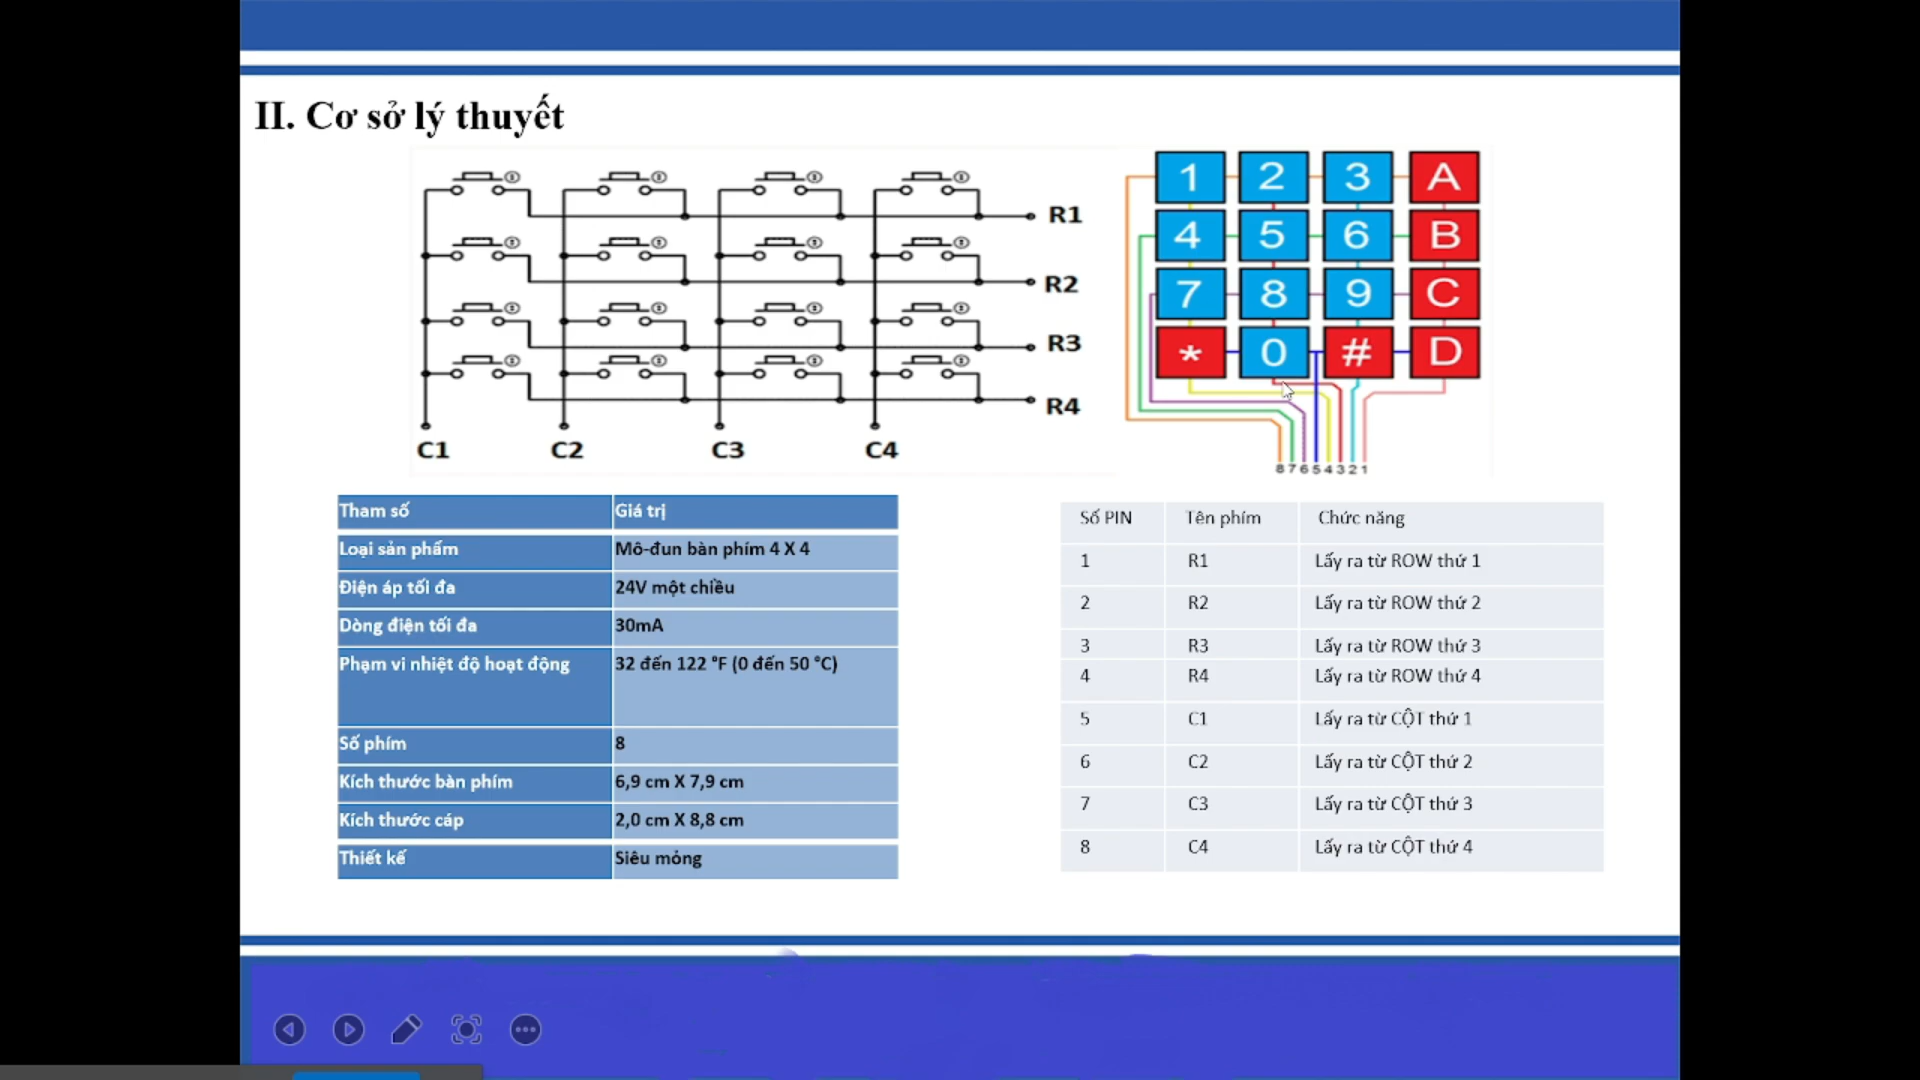 II. Cơ sở lý thuyết
R1
R2
R3
R4
C1 C2 C3 C4
1 2 3 A
4 5 6 B
7 8 9 C
* 0 # D
8 7 6 5 4 3 2 1
Tham số Giá trị
Loại sản phẩm Mô-đun bàn phím 4 X 4
Điện áp tối đa 24V một chiều
Dòng điện tối đa 30mA
Phạm vi nhiệt độ hoạt động 32 đến 122 °F (0 đến 50 °C)
Số phím 8
Kích thước bàn phím 6,9 cm X 7,9 cm
Kích thước cáp 2,0 cm X 8,8 cm
Thiết kế Siêu mỏng
Số PIN Tên phím Chức năng
1 R1 Lấy ra từ ROW thứ 1
2 R2 Lấy ra từ ROW thứ 2
3 R3 Lấy ra từ ROW thứ 3
4 R4 Lấy ra từ ROW thứ 4
5 C1 Lấy ra từ CỘT thứ 1
6 C2 Lấy ra từ CỘT thứ 2
7 C3 Lấy ra từ CỘT thứ 3
8 C4 Lấy ra từ CỘT thứ 4